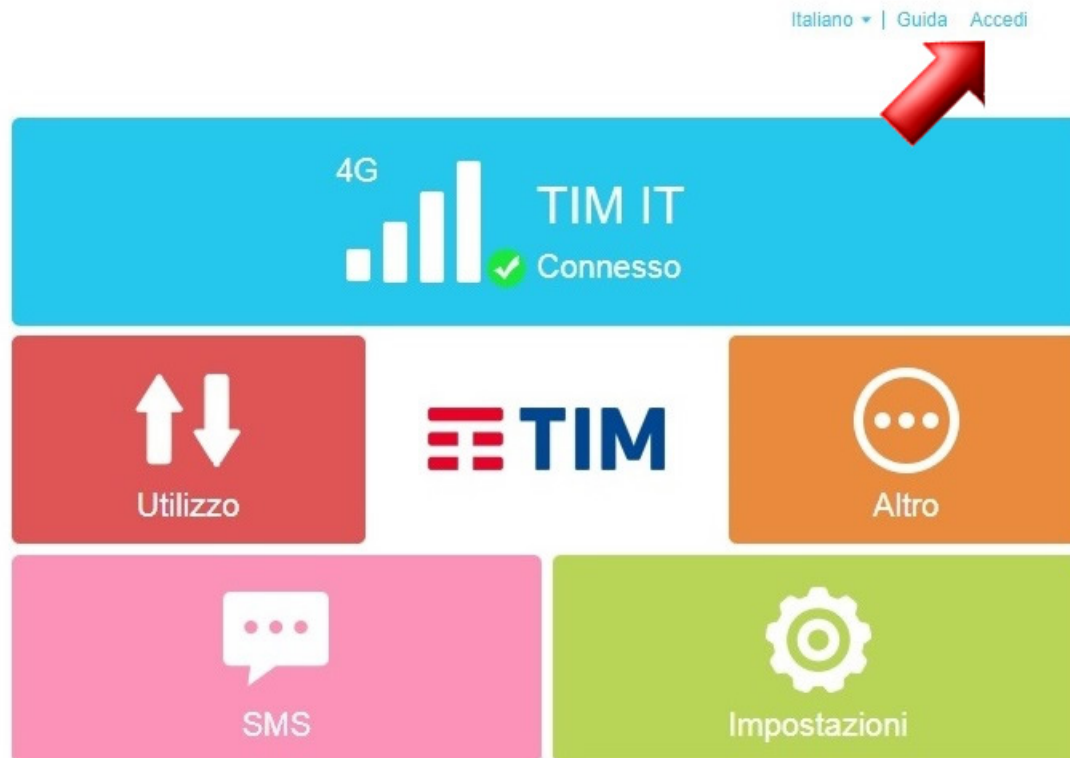 Italiano | Guida Accedi
4G
TIM IT
Connesso
Utilizzo
TIM
Altro
SMS
Impostazioni